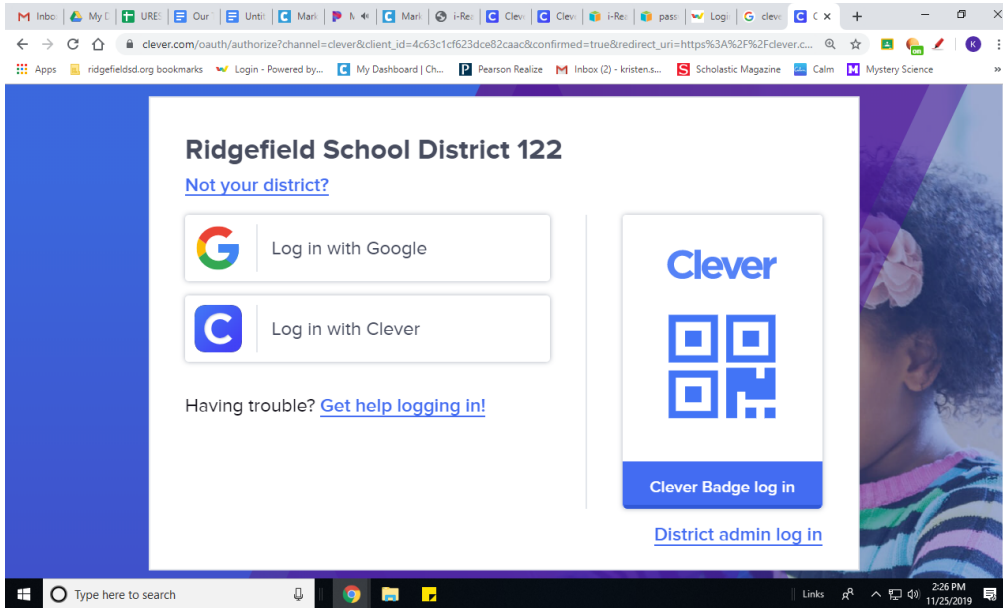 Inbo
My D
URES
Our
Untit
Mark
Mark
i-Rea
Clev
Clev
i-Rea
pass
Logi
cleve
clever.com/oauth/authorize?channel=clever&client_id=4c63c1cf623dce82caac&confirmed=true&redirect_uri=https%3A%2F%2Fclever.c...
K
Apps
ridgefieldsd.org bookmarks
Login - Powered by...
My Dashboard | Ch...
Pearson Realize
Inbox (2) - kristen.s...
Scholastic Magazine
Calm
Mystery Science
»
Ridgefield School District 122
Not your district?
Log in with Google
Log in with Clever
Having trouble? Get help logging in!
Clever
Clever Badge log in
District admin log in
Type here to search
Links
2:26 PM
11/25/2019